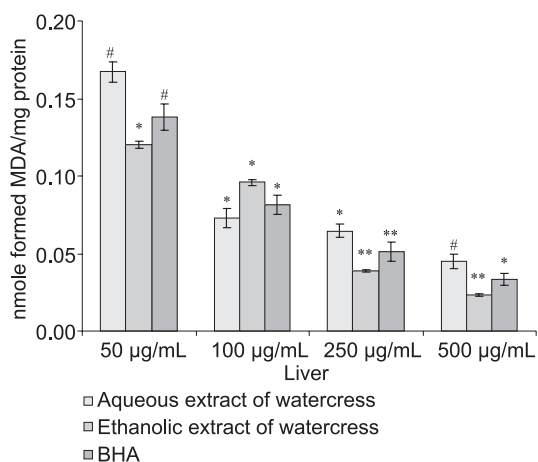 nmole formed MDA/mg protein
0.20
0.15
0.10
0.05
0.00
#
*
#
*
*
*
*
**
**
#
**
*
50 µg/mL 100 µg/mL 250 µg/mL 500 µg/mL
Liver
Aqueous extract of watercress
Ethanolic extract of watercress
BHA